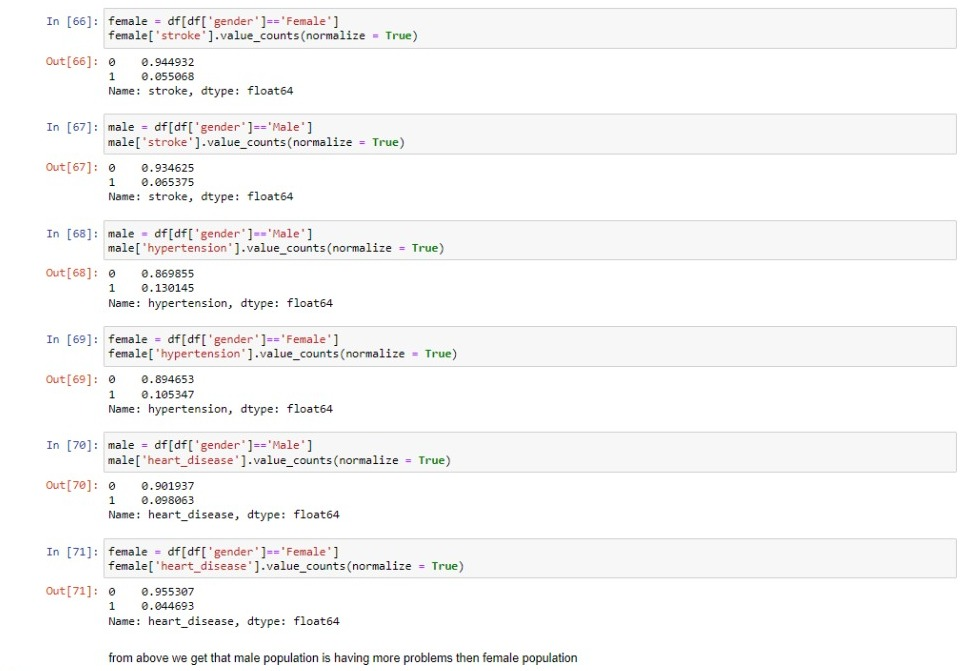 In [66]: female = df[df['gender']=='Female']
female['stroke'].value_counts(normalize = True)
Out[66]: 0    0.944932
1    0.055068
Name: stroke, dtype: float64
In [67]: male = df[df['gender']=='Male']
male['stroke'].value_counts(normalize = True)
Out[67]: 0    0.934625
1    0.065375
Name: stroke, dtype: float64
In [68]: male = df[df['gender']=='Male']
male['hypertension'].value_counts(normalize = True)
Out[68]: 0    0.869855
1    0.130145
Name: hypertension, dtype: float64
In [69]: female = df[df['gender']=='Female']
female['hypertension'].value_counts(normalize = True)
Out[69]: 0    0.894653
1    0.105347
Name: hypertension, dtype: float64
In [70]: male = df[df['gender']=='Male']
male['heart_disease'].value_counts(normalize = True)
Out[70]: 0    0.901937
1    0.098063
Name: heart_disease, dtype: float64
In [71]: female = df[df['gender']=='Female']
female['heart_disease'].value_counts(normalize = True)
Out[71]: 0    0.955307
1    0.044693
Name: heart_disease, dtype: float64
from above we get that male population is having more problems then female population